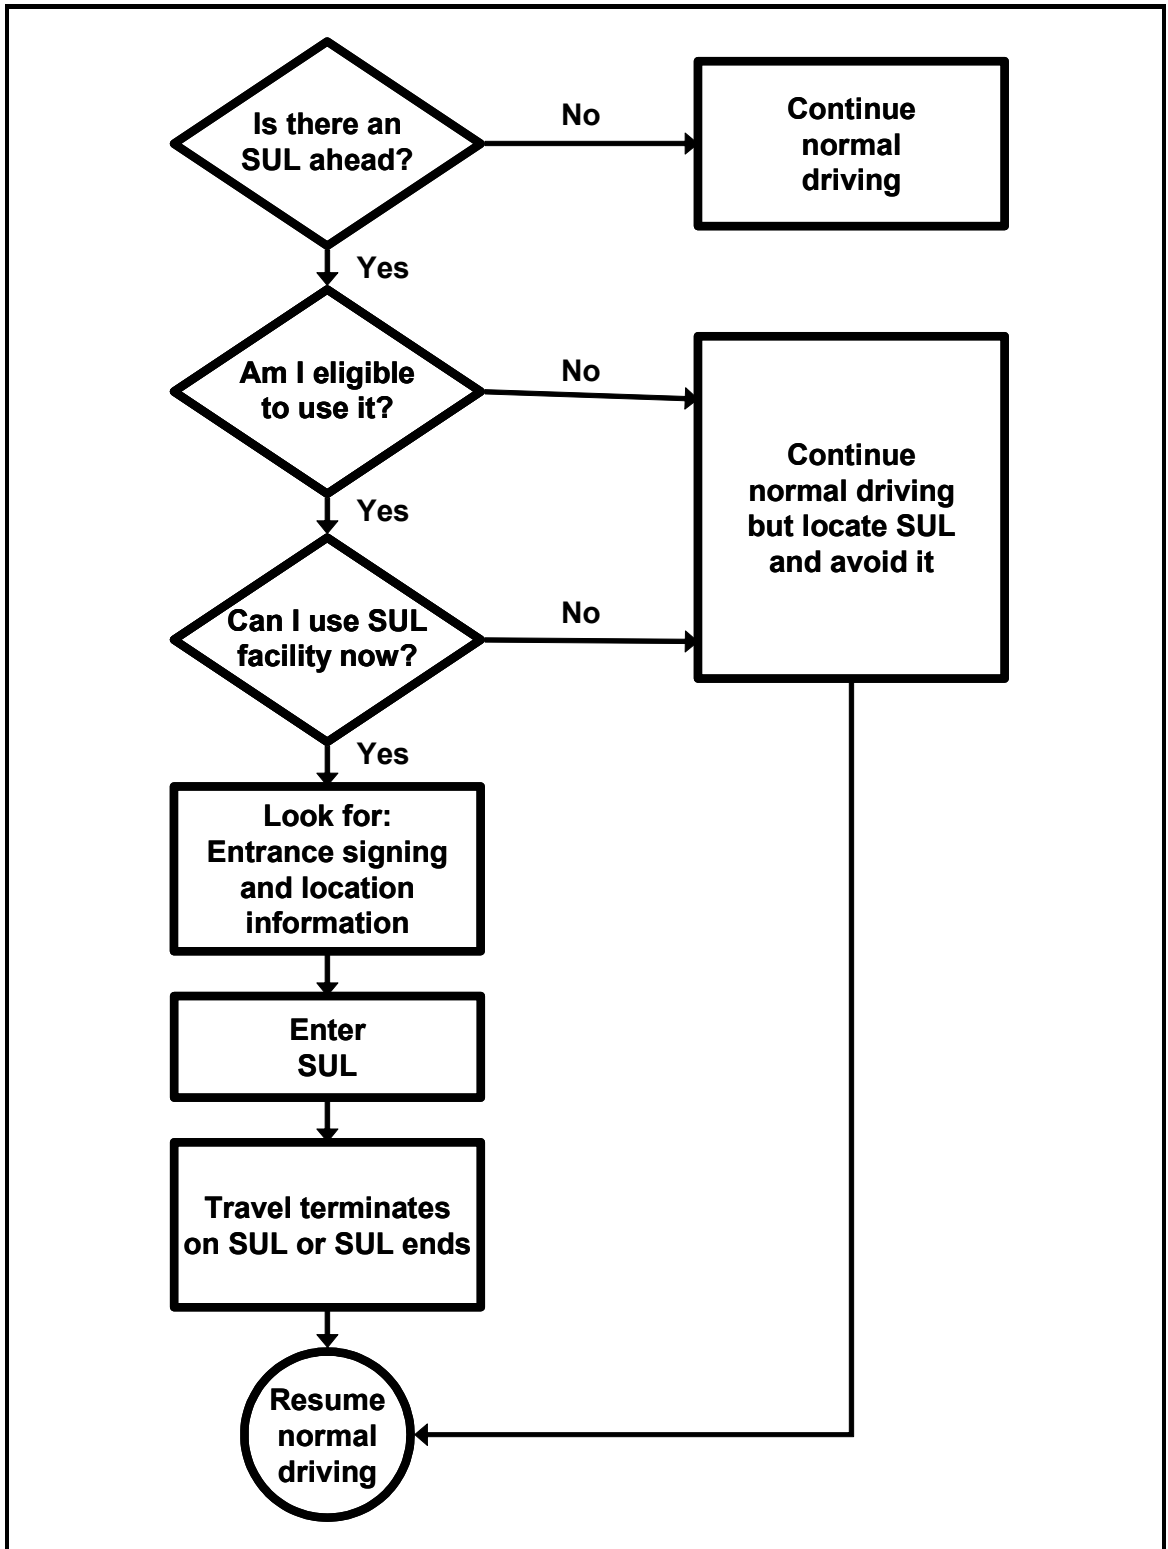 Is there an
SUL ahead?
No
Continue
normal
driving
Yes
Am I eligible
to use it?
No
Continue
normal driving
but locate SUL
and avoid it
Yes
Can I use SUL
facility now?
No
Yes
Look for:
Entrance signing
and location
information
Enter
SUL
Travel terminates
on SUL or SUL ends
Resume
normal
driving